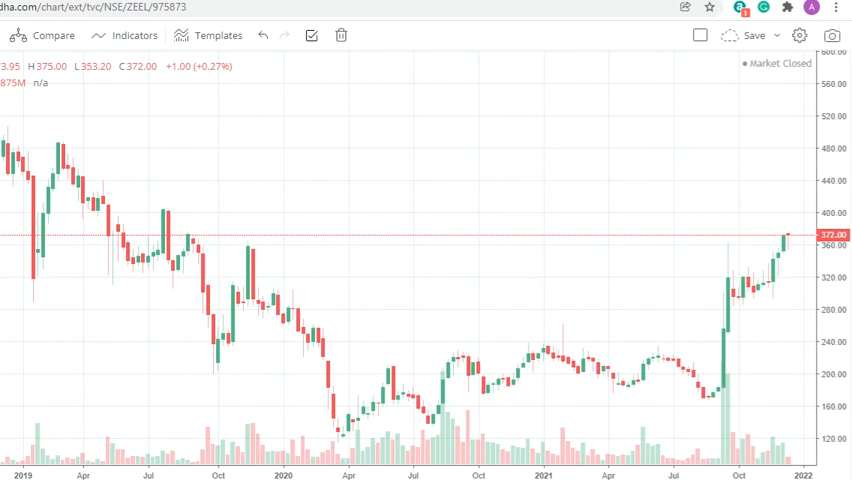 dha.com/chart/ext/tvc/NSE/ZEEL/975873
1
A
Compare Indicators Templates Save
3.95 H375.00 L353.20 C372.00 +1.00 (+0.27%)
875M n/a
Market Closed
600.00
560.00
520.00
480.00
440.00
400.00
372.00
360.00
320.00
280.00
240.00
200.00
160.00
120.00
2019 Apr Jul Oct 2020 Apr Jul Oct 2021 Apr Jul Oct 2022